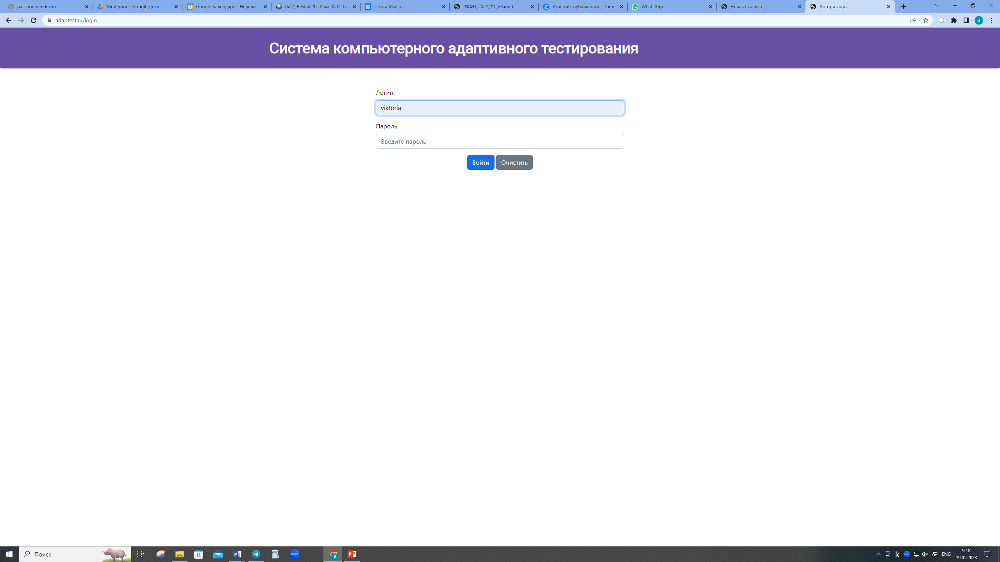 passport.yandex.ru
Мой диск – Google Диск
Google Календарь - Неделя: 1
(627) E-Mail РГПУ им. А. И. Гер
Почта Mail.ru
РФФИ_2022_#1_V3.indd
Участник публикации - Zoom
WhatsApp
Новая вкладка
Авторизация
adaptest.ru/login
B
Система компьютерного адаптивного тестирования
Логин:
viktoria
Пароль:
Введите пароль
Войти Очистить
Поиск
ENG
9:18
19.05.2023